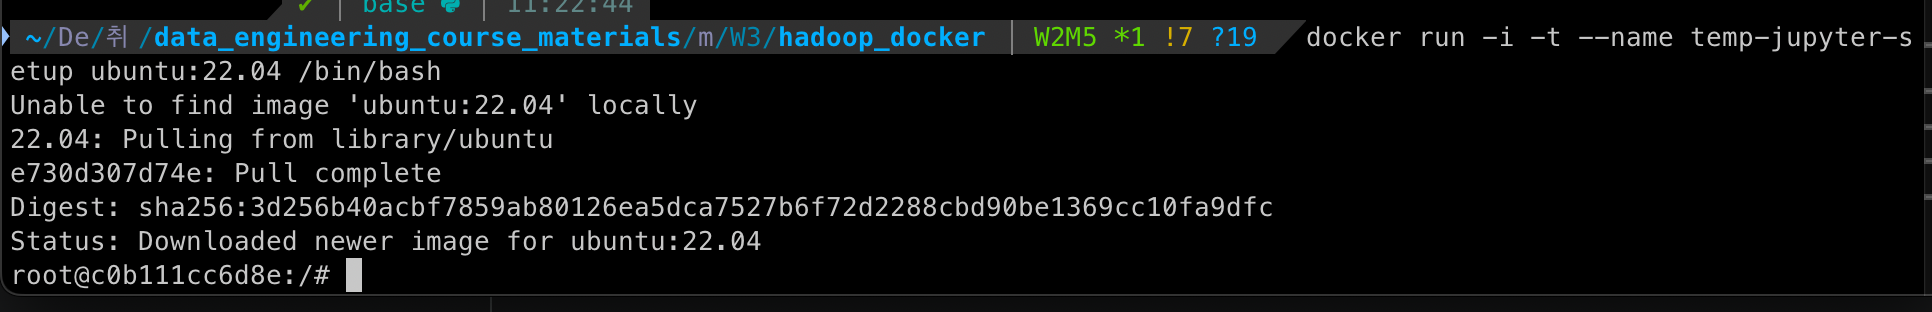 ✔ │ base │ 11:22:44
~/De/취 /data_engineering_course_materials/m/W3/hadoop_docker │ W2M5 *1 !7 ?19 docker run -i -t --name temp-jupyter-s
etup ubuntu:22.04 /bin/bash
Unable to find image 'ubuntu:22.04' locally
22.04: Pulling from library/ubuntu
e730d307d74e: Pull complete
Digest: sha256:3d256b40acbf7859ab80126ea5dca7527b6f72d2288cbd90be1369cc10fa9dfc
Status: Downloaded newer image for ubuntu:22.04
root@c0b111cc6d8e:/#